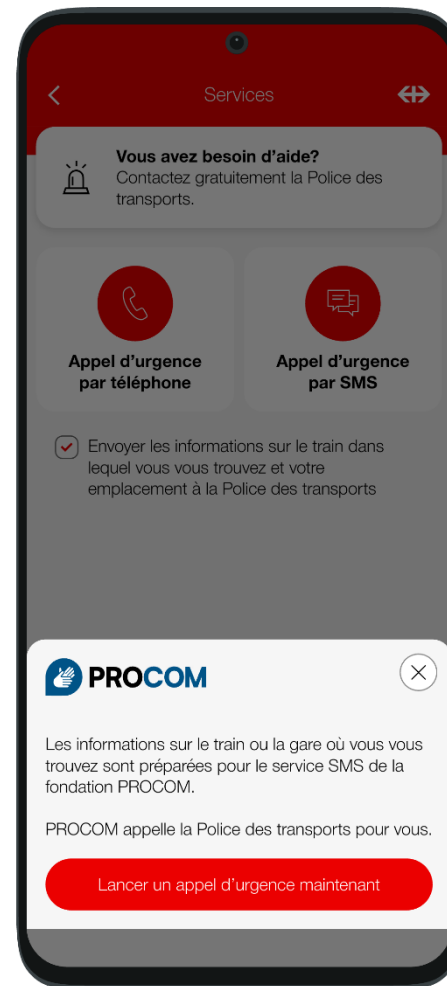 Services
Vous avez besoin d’aide?
Contactez gratuitement la Police des
transports.
Appel d’urgence
par téléphone
Appel d’urgence
par SMS
Envoyer les informations sur le train dans
lequel vous vous trouvez et votre
emplacement à la Police des transports
PROCOM
Les informations sur le train ou la gare où vous vous
trouvez sont préparées pour le service SMS de la
fondation PROCOM.
PROCOM appelle la Police des transports pour vous.
Lancer un appel d’urgence maintenant